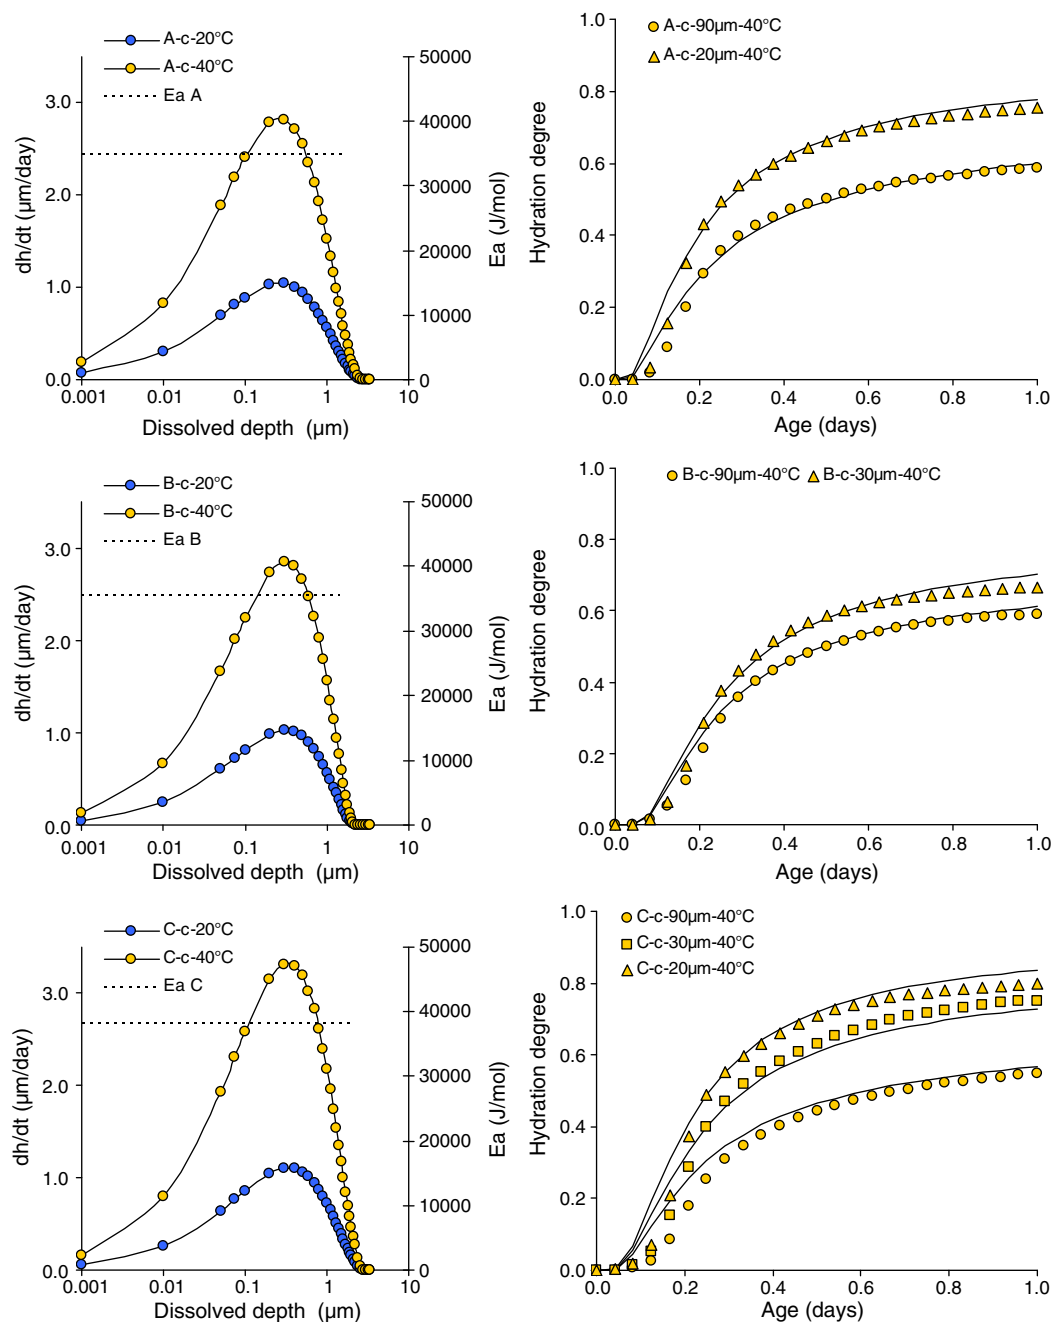 A-c-20°C
A-c-40°C
Ea A
dh/dt (µm/day)
3.0
2.0
1.0
0.0
50000
40000
30000
20000
10000
0
Ea (J/mol)
0.001
0.01
0.1
1
10
Dissolved depth (µm)
A-c-90µm-40°C
A-c-20µm-40°C
Hydration degree
1.0
0.8
0.6
0.4
0.2
0.0
0.0
0.2
0.4
0.6
0.8
1.0
Age (days)
B-c-20°C
B-c-40°C
Ea B
dh/dt (µm/day)
3.0
2.0
1.0
0.0
50000
40000
30000
20000
10000
0
Ea (J/mol)
0.001
0.01
0.1
1
10
Dissolved depth (µm)
B-c-90µm-40°C B-c-30µm-40°C
Hydration degree
1.0
0.8
0.6
0.4
0.2
0.0
0.0
0.2
0.4
0.6
0.8
1.0
Age (days)
C-c-20°C
C-c-40°C
Ea C
dh/dt (µm/day)
3.0
2.0
1.0
0.0
50000
40000
30000
20000
10000
0
Ea (J/mol)
0.001
0.01
0.1
1
10
Dissolved depth (µm)
C-c-90µm-40°C
C-c-30µm-40°C
C-c-20µm-40°C
Hydration degree
1.0
0.8
0.6
0.4
0.2
0.0
0.0
0.2
0.4
0.6
0.8
1.0
Age (days)